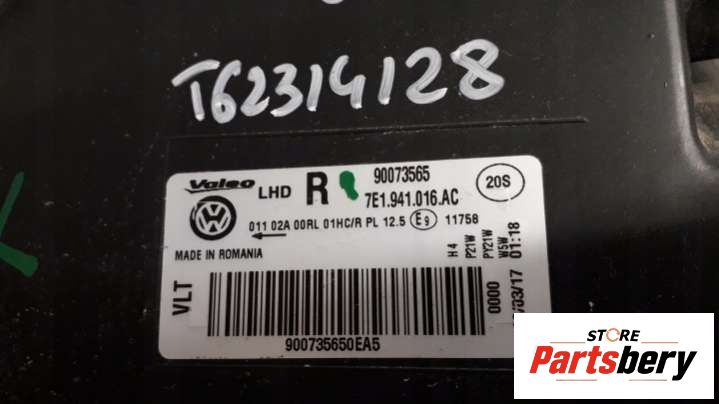 T62314128
Valeo LHD R 90073565
7E1.941.016.AC
20S
011 02A 00RL 01HC/R PL 12.5 E9 11758
MADE IN ROMANIA
H4
P21W
PY21W
W5W
VLT
0000
/03/17 01:18
900735650EA5
STORE
Partsbery